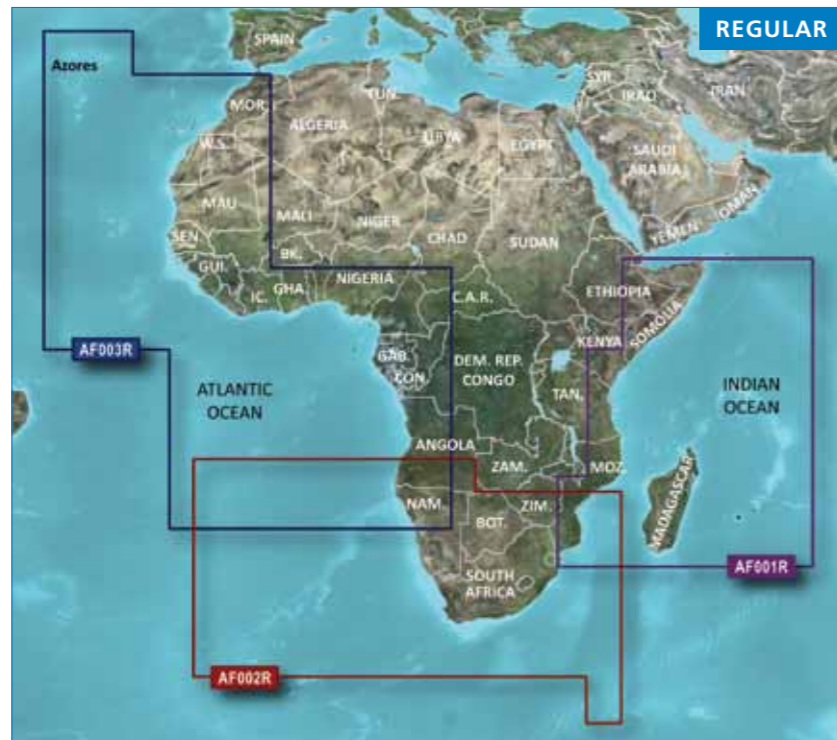 REGULAR
SPAIN
Azores
SYR.
IRAQ
IRAN
MOR.
TUN.
ALGERIA
LIBYA
EGYPT
SAUDI
ARABIA
W.S.
MAU
MALI
NIGER
CHAD
SUDAN
YEMEN
OMAN
SEN.
GUI.
BK.
IC.
GHA.
NIGERIA
C.A.R.
ETHIOPIA
SOMOLIA
KENYA
AF003R
GAB.
CON.
DEM. REP.
CONGO
TAN.
ATLANTIC
OCEAN
INDIAN
OCEAN
ANGOLA
ZAM.
MOZ.
MADAGASCAR
NAM.
ZIM.
BOT.
SOUTH
AFRICA
AF001R
AF002R